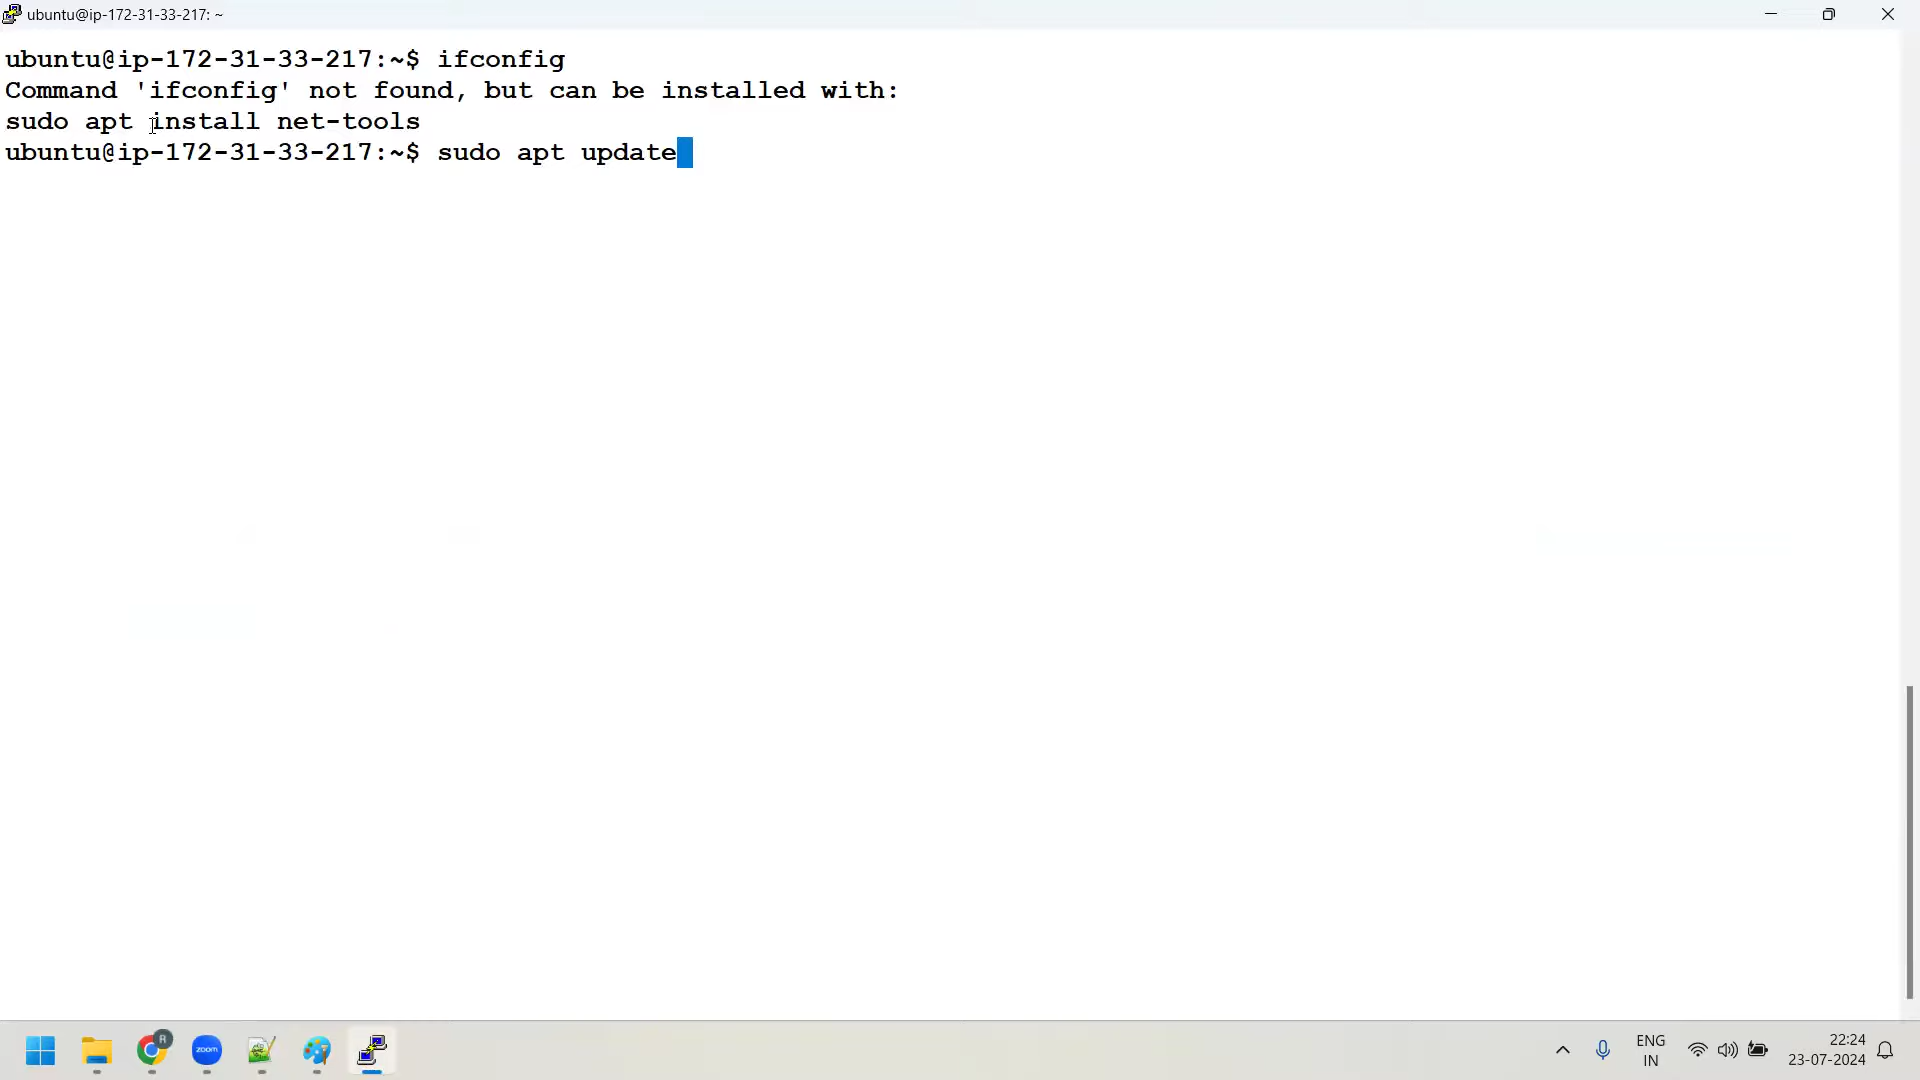 ubuntu@ip-172-31-33-217: ~
ubuntu@ip-172-31-33-217:~$ ifconfig
Command 'ifconfig' not found, but can be installed with:
sudo apt install net-tools
ubuntu@ip-172-31-33-217:~$ sudo apt update
R
zoom
ENG
IN
22:24
23-07-2024